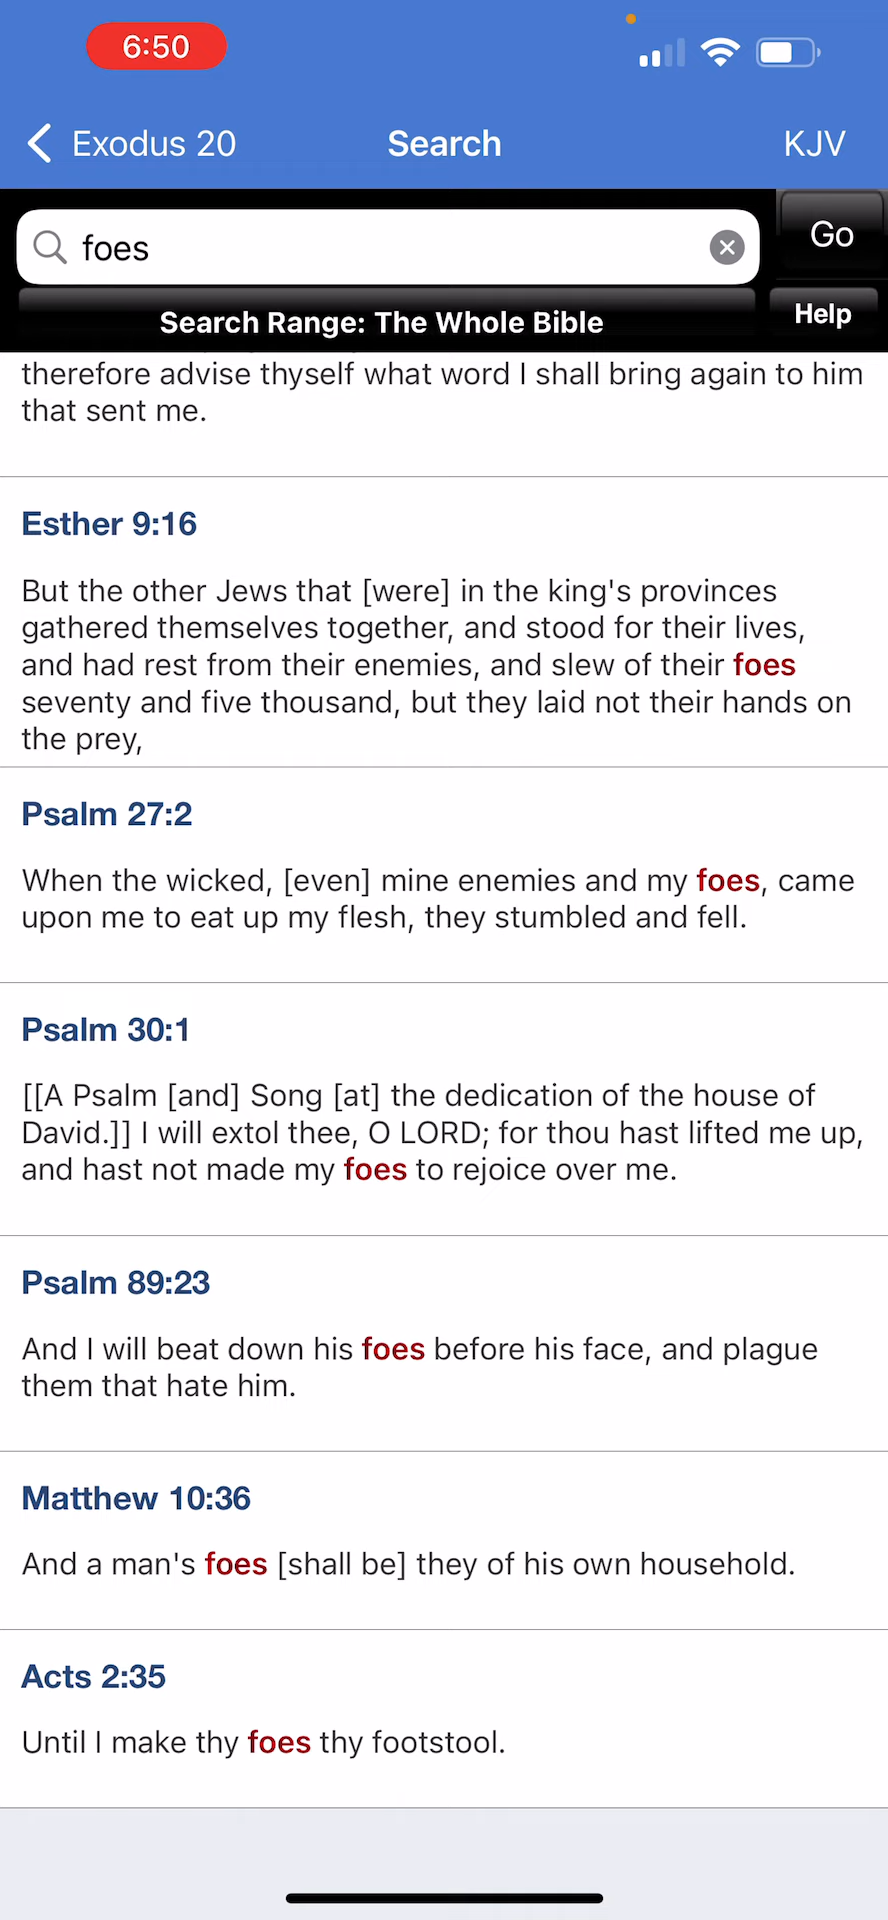 6:50
Exodus 20
Search
KJV
foes
Go
Search Range: The Whole Bible
Help
therefore advise thyself what word I shall bring again to him
that sent me.
Esther 9:16
But the other Jews that [were] in the king's provinces
gathered themselves together, and stood for their lives,
and had rest from their enemies, and slew of their foes
seventy and five thousand, but they laid not their hands on
the prey,
Psalm 27:2
When the wicked, [even] mine enemies and my foes, came
upon me to eat up my flesh, they stumbled and fell.
Psalm 30:1
[[A Psalm [and] Song [at] the dedication of the house of
David.]] I will extol thee, O LORD; for thou hast lifted me up,
and hast not made my foes to rejoice over me.
Psalm 89:23
And I will beat down his foes before his face, and plague
them that hate him.
Matthew 10:36
And a man's foes [shall be] they of his own household.
Acts 2:35
Until I make thy foes thy footstool.